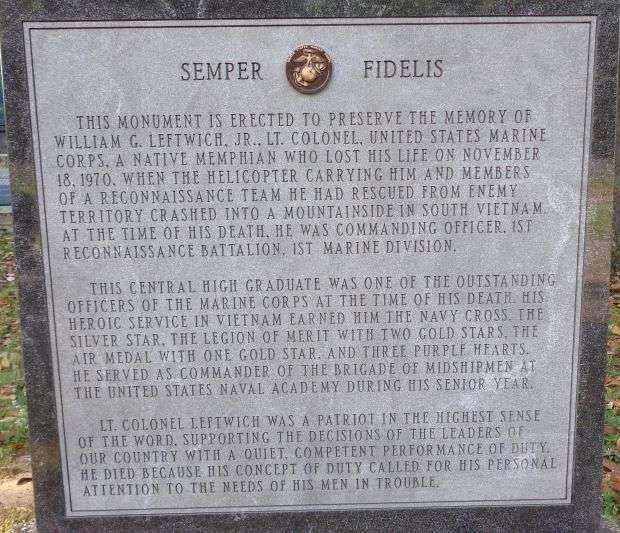 SEMPER FIDELIS
THIS MONUMENT IS ERECTED TO PRESERVE THE MEMORY OF
WILLIAM G. LEFTWICH, JR., LT. COLONEL, UNITED STATES MARINE
CORPS, A NATIVE MEMPHIAN WHO LOST HIS LIFE ON NOVEMBER
18, 1970, WHEN THE HELICOPTER CARRYING HIM AND MEMBERS
OF A RECONNAISSANCE TEAM HE HAD RESCUED FROM ENEMY
TERRITORY CRASHED INTO A MOUNTAINSIDE IN SOUTH VIETNAM.
AT THE TIME OF HIS DEATH, HE WAS COMMANDING OFFICER, 1ST
RECONNAISSANCE BATTALION, 1ST MARINE DIVISION.
THIS CENTRAL HIGH GRADUATE WAS ONE OF THE OUTSTANDING
OFFICERS OF THE MARINE CORPS AT THE TIME OF HIS DEATH. HIS
HEROIC SERVICE IN VIETNAM EARNED HIM THE NAVY CROSS, THE
SILVER STAR, THE LEGION OF MERIT WITH TWO GOLD STARS, THE
AIR MEDAL WITH ONE GOLD STAR, AND THREE PURPLE HEARTS.
HE SERVED AS COMMANDER OF THE BRIGADE OF MIDSHIPMEN AT
THE UNITED STATES NAVAL ACADEMY DURING HIS SENIOR YEAR.
LT. COLONEL LEFTWICH WAS A PATRIOT IN THE HIGHEST SENSE
OF THE WORD, SUPPORTING THE DECISIONS OF THE LEADERS OF
OUR COUNTRY WITH A QUIET, COMPETENT PERFORMANCE OF DUTY.
HE DIED BECAUSE HIS CONCEPT OF DUTY CALLED FOR HIS PERSONAL
ATTENTION TO THE NEEDS OF HIS MEN IN TROUBLE.